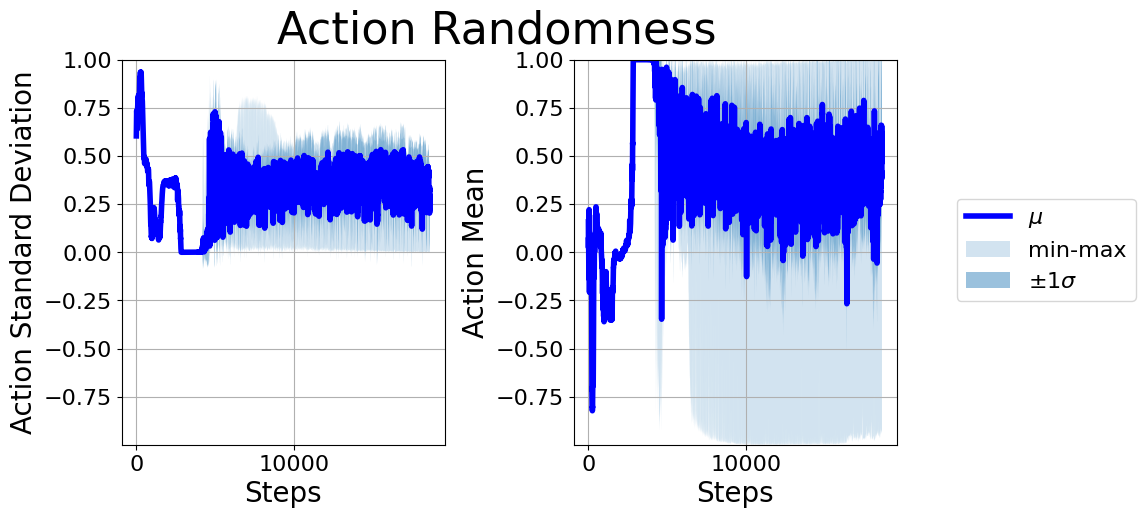 Action Randomness
Action Standard Deviation
1.00
0.75
0.50
0.25
0.00
−0.25
−0.50
−0.75
0
10000
Steps
Action Mean
1.00
0.75
0.50
0.25
0.00
−0.25
−0.50
−0.75
0
10000
Steps
μ
min-max
±1σ